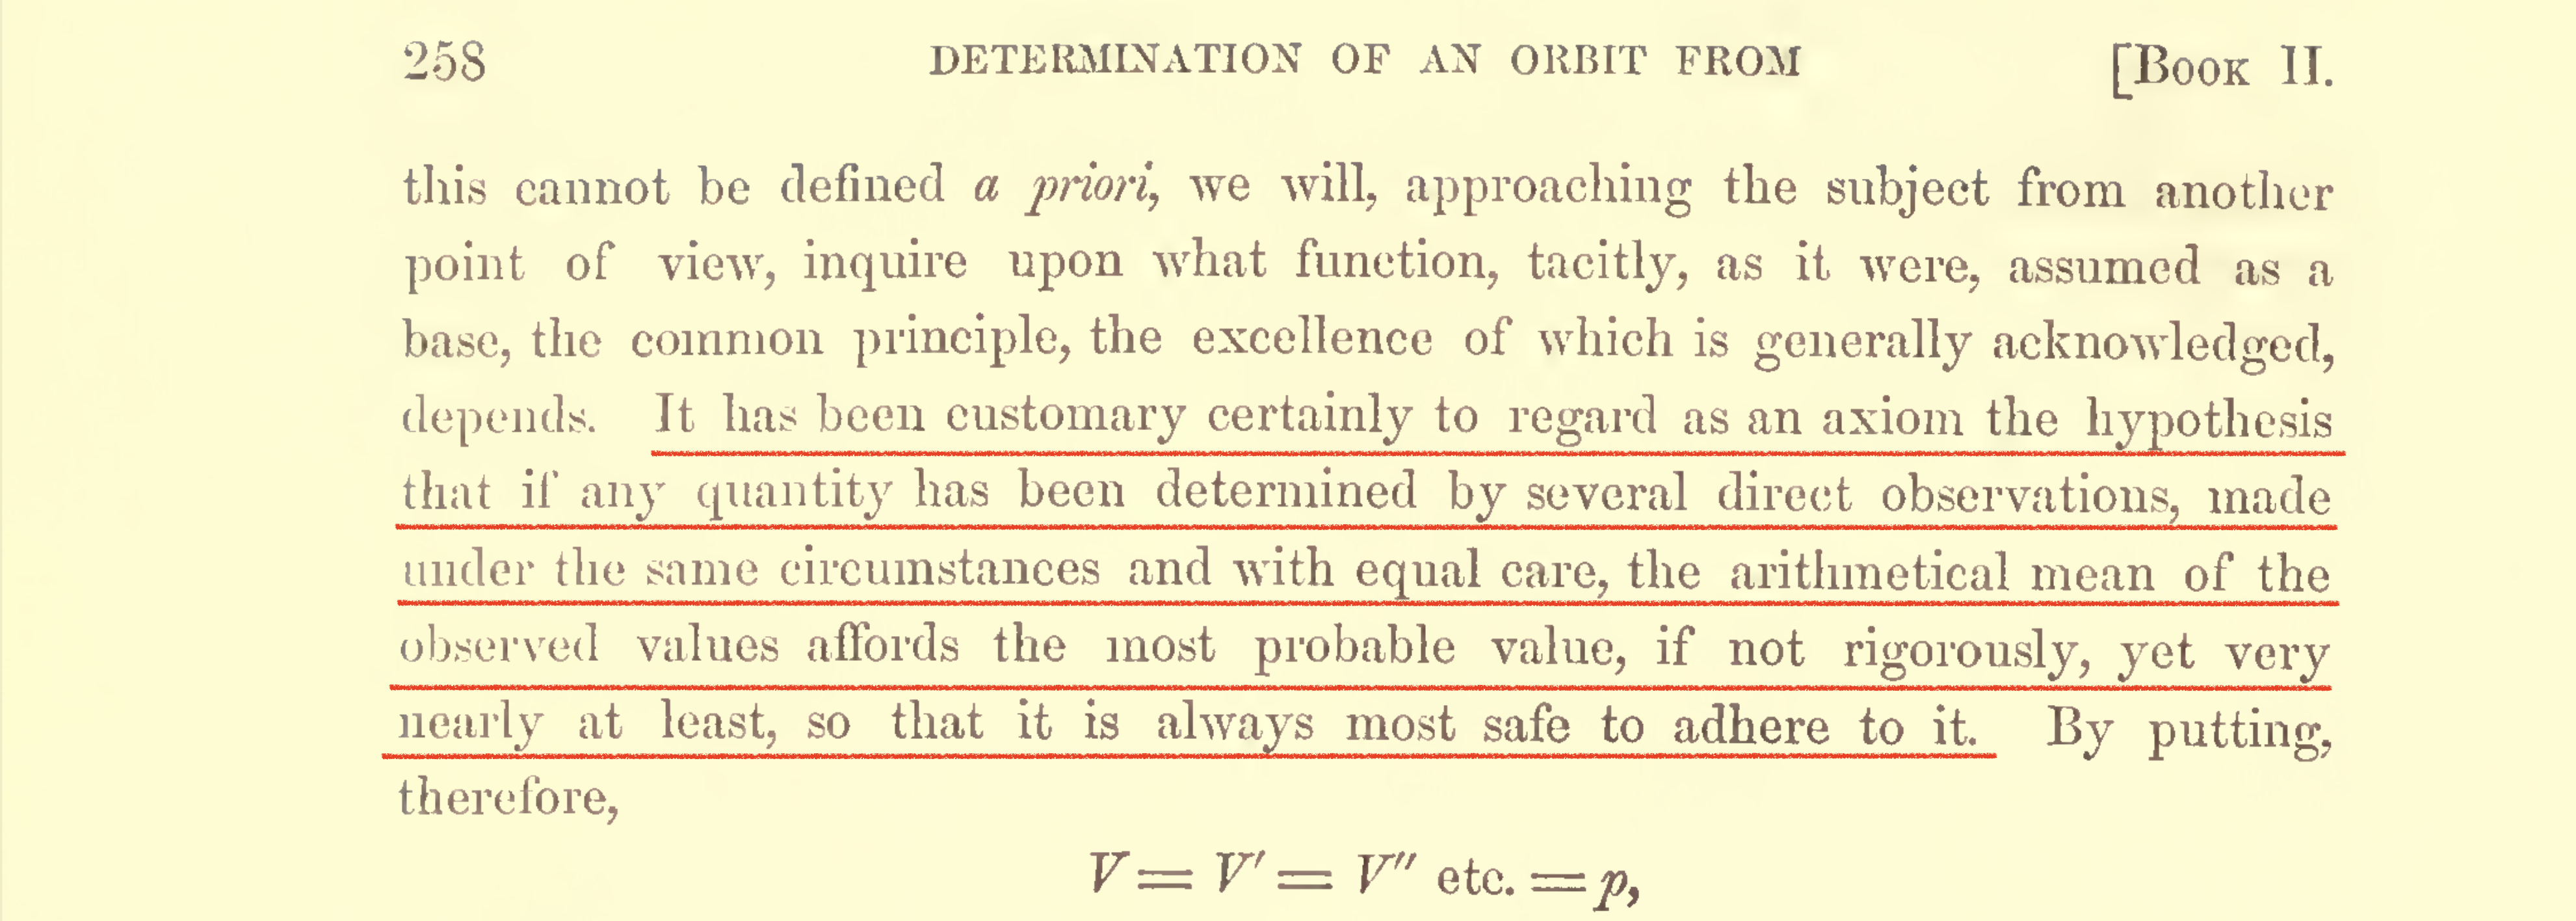 258 DETERMINATION OF AN ORBIT FROM [BOOK II.
this cannot be defined a priori, we will, approaching the subject from another
point of view, inquire upon what function, tacitly, as it were, assumed as a
base, the common principle, the excellence of which is generally acknowledged,
depends. It has been customary certainly to regard as an axiom the hypothesis
that if any quantity has been determined by several direct observations, made
under the same circumstances and with equal care, the arithmetical mean of the
observed values affords the most probable value, if not rigorously, yet very
nearly at least, so that it is always most safe to adhere to it. By putting,
therefore,
V = V′ = V″ etc. = p,